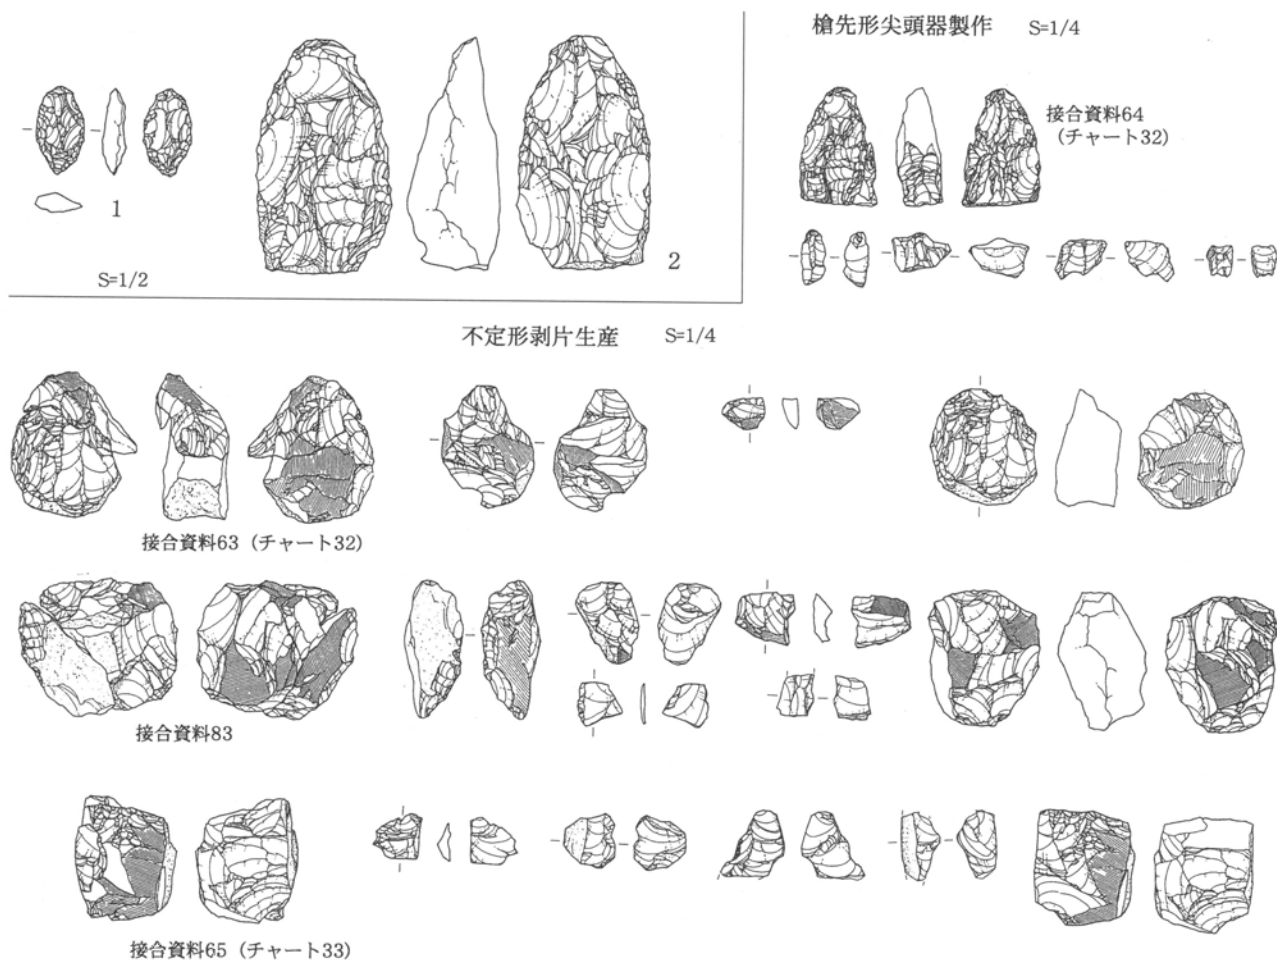 槍先形尖頭器製作 S=1/4
接合資料64
(チャート32)
1
2
S=1/2
不定形剥片生産 S=1/4
接合資料63 (チャート32)
接合資料83
接合資料65 (チャート33)